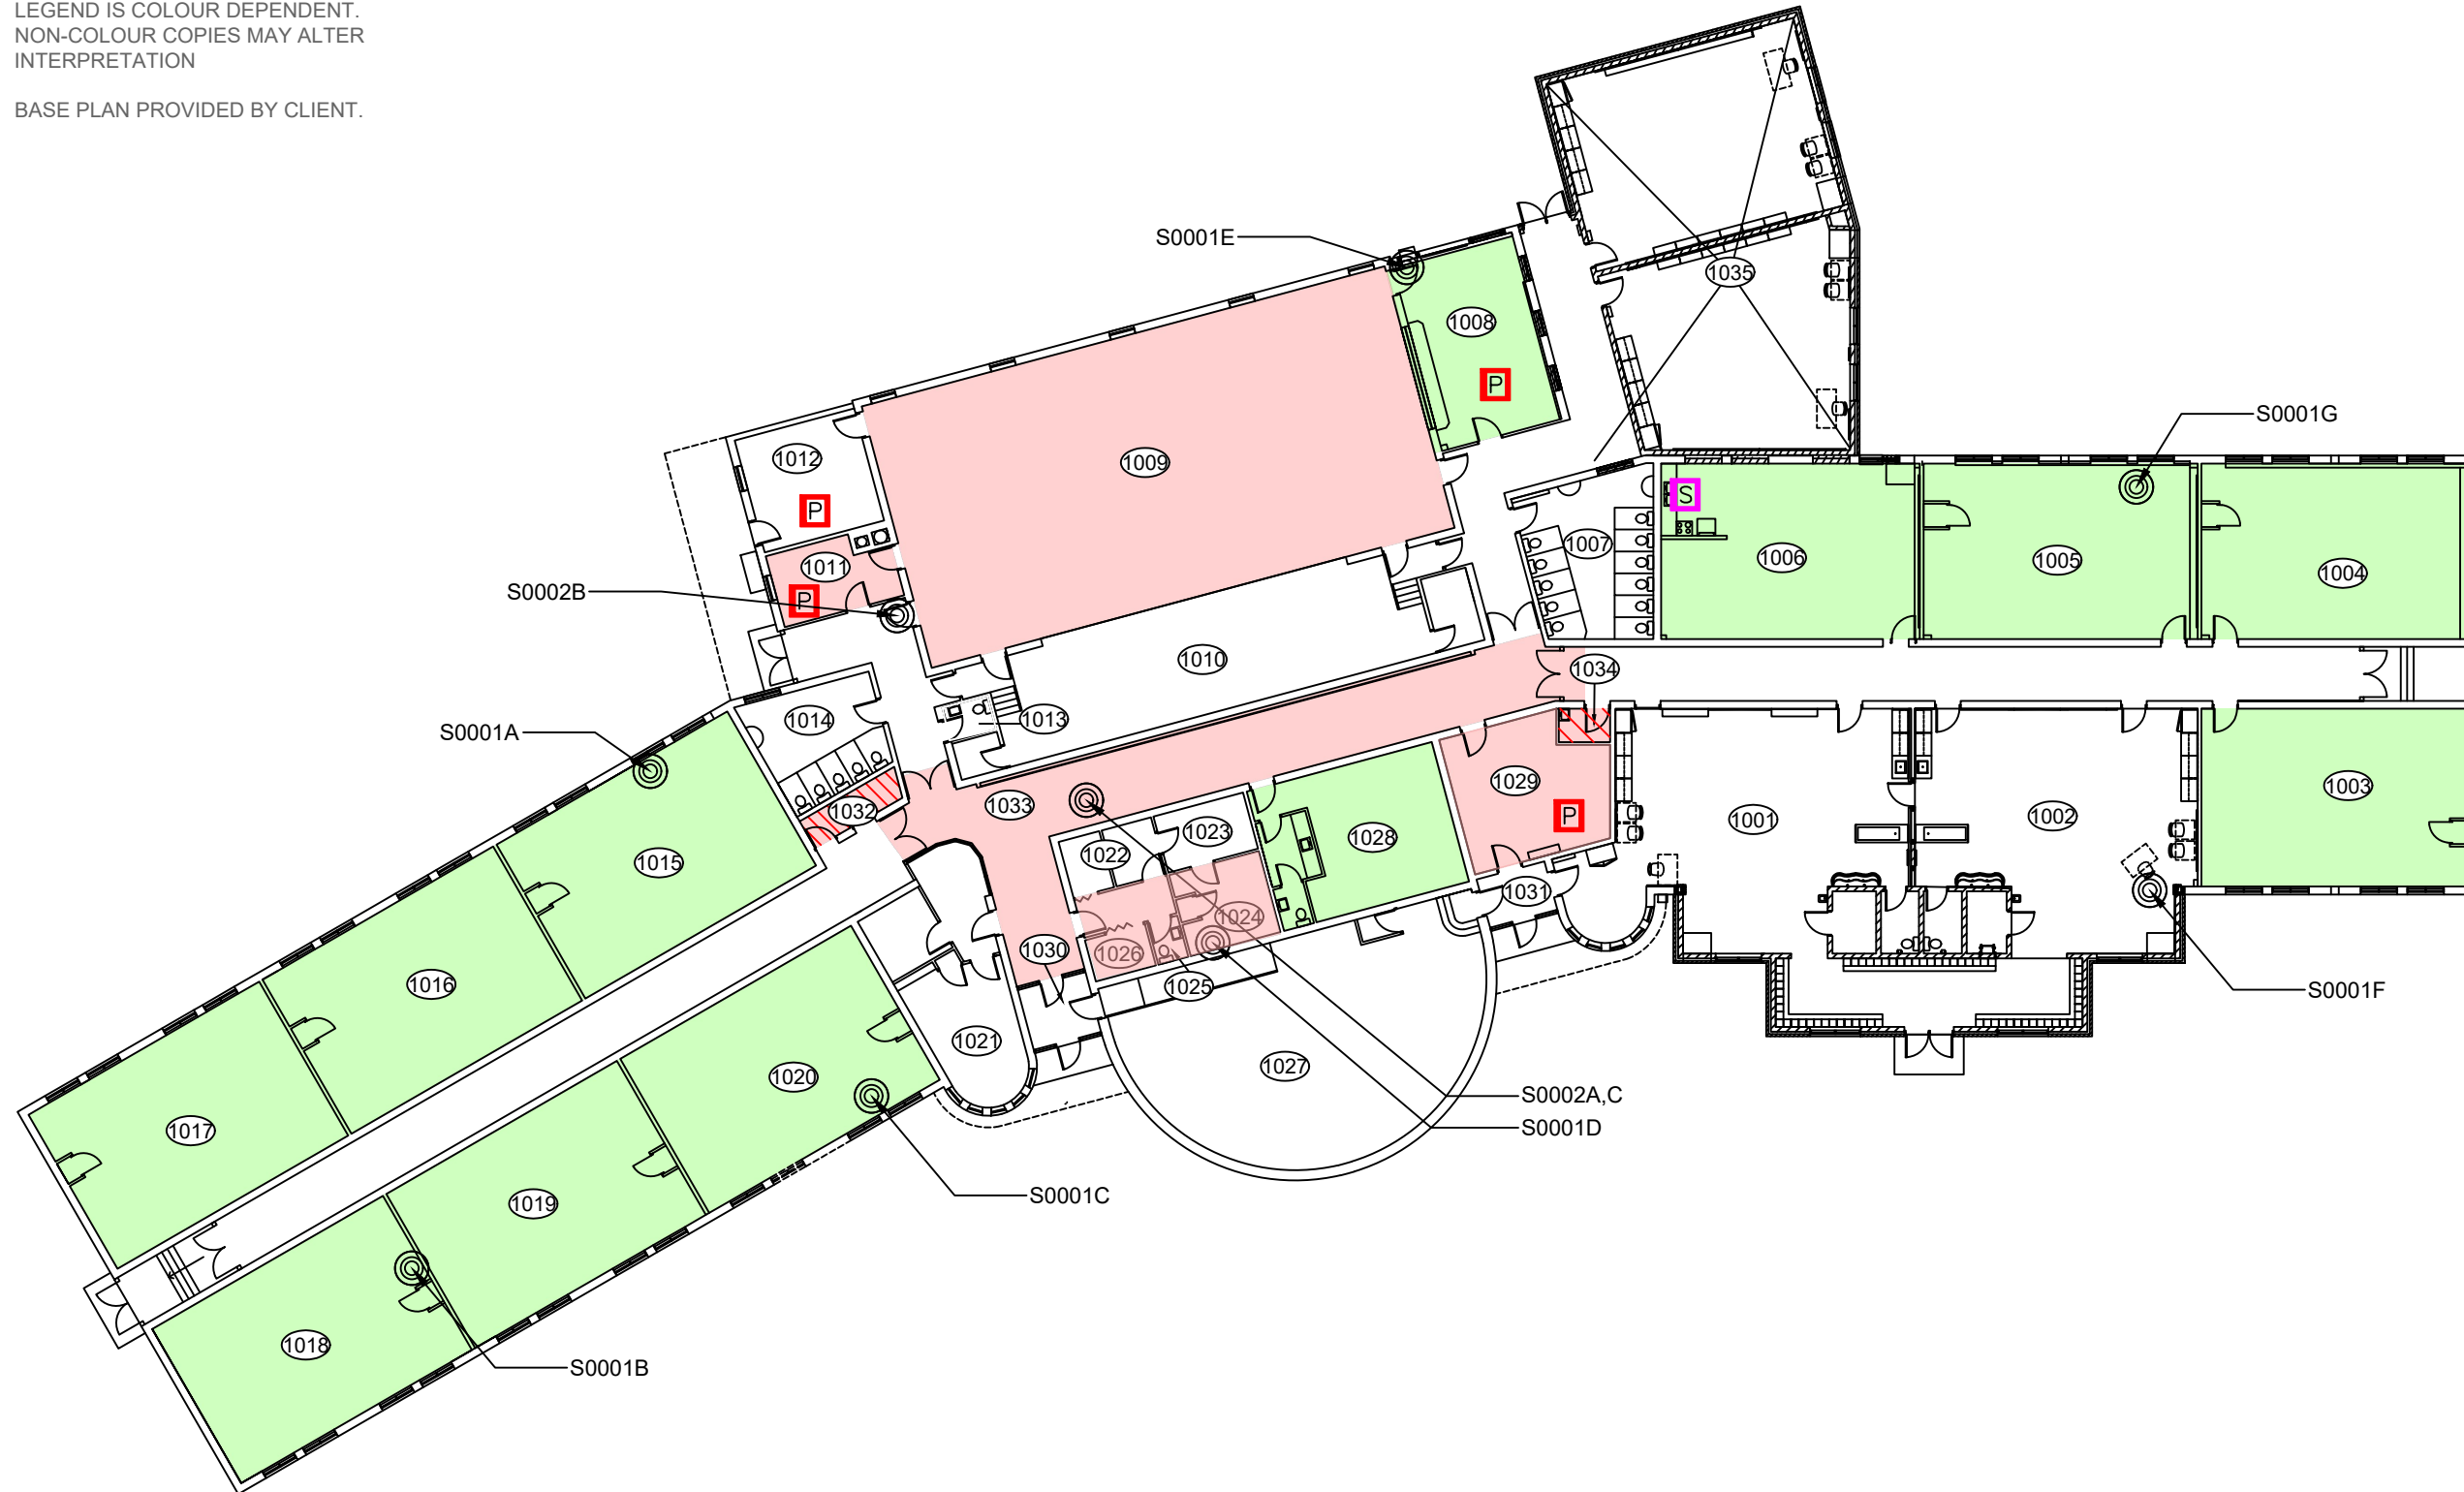 LEGEND IS COLOUR DEPENDENT.
NON-COLOUR COPIES MAY ALTER
INTERPRETATION
BASE PLAN PROVIDED BY CLIENT.
S0001E
1035
1008
P
S0001G
1012
1009
P
S
1011
1007
1006
1005
1004
S0002B
P
1010
1034
1014
1013
S0001A
1029
1003
1033
1032
P
1001
1002
1023
1028
1022
1015
1031
1024
1030
1026
1016
1025
S0001F
1021
1027
1020
S0002A,C
1017
S0001D
1019
S0001C
1018
S0001B